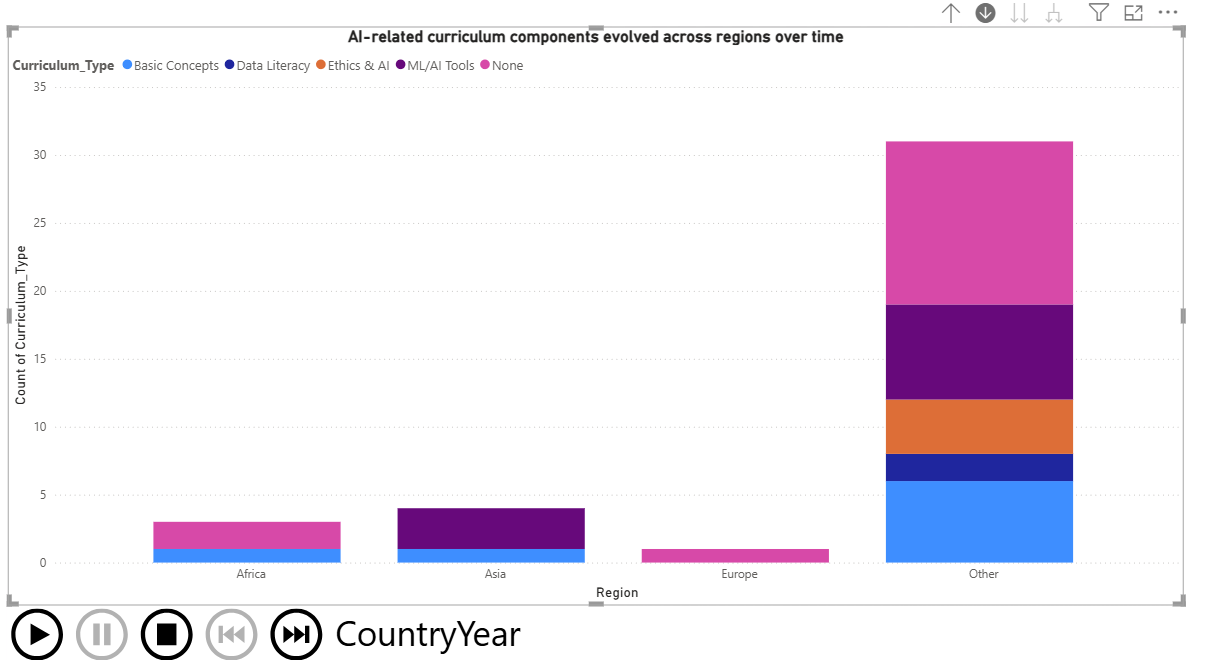 AI-related curriculum components evolved across regions over time
Curriculum_Type Basic Concepts Data Literacy Ethics & AI ML/AI Tools None
35
30
25
20
15
10
5
0
Count of Curriculum_Type
Africa Asia Europe Other
Region
CountryYear